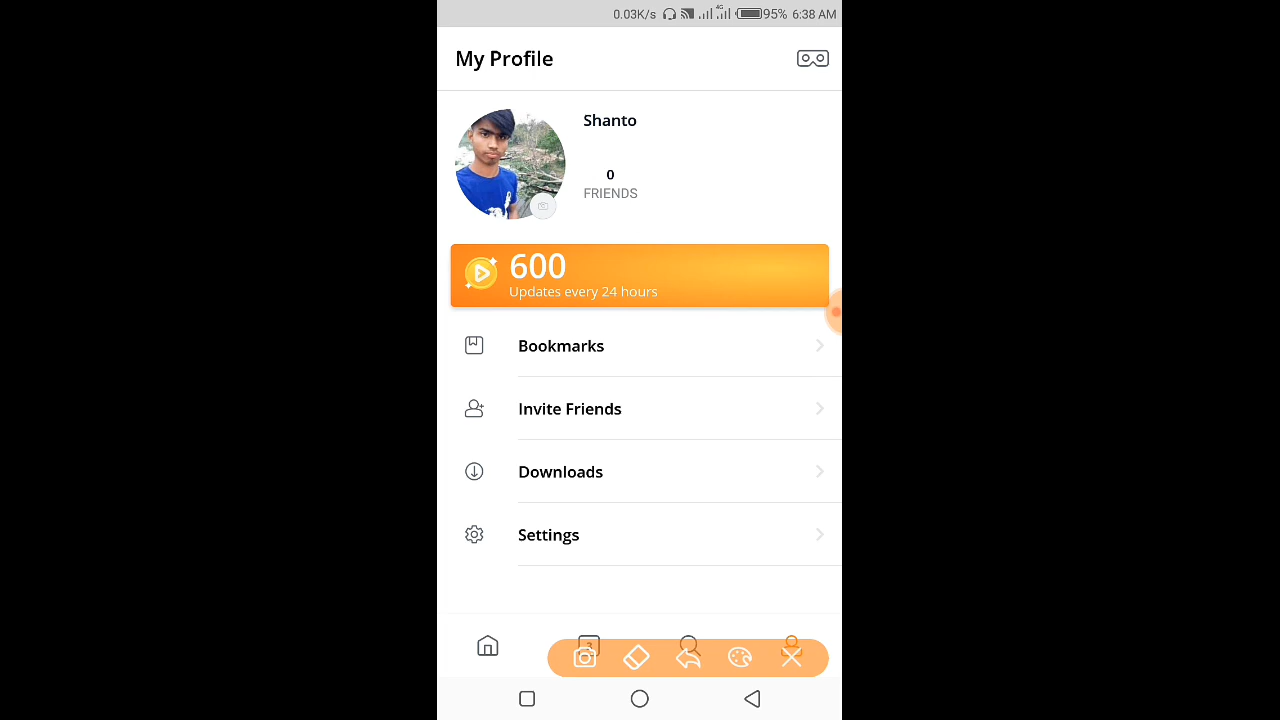 0.03K/s 4G 95% 6:38 AM
My Profile
Shanto
0
FRIENDS
600
Updates every 24 hours
Bookmarks
Invite Friends
Downloads
Settings